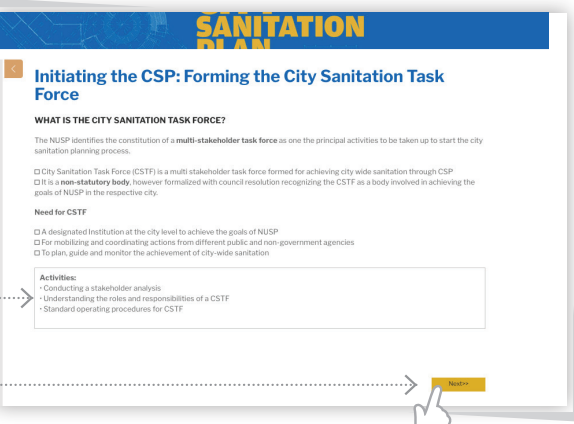 CITY
SANITATION
PLAN
<
Initiating the CSP: Forming the City Sanitation Task
Force
WHAT IS THE CITY SANITATION TASK FORCE?
The NUSP identifies the constitution of a multi-stakeholder task force as one the principal activities to be taken up to start the city
sanitation planning process.
□ City Sanitation Task Force (CSTF) is a multi stakeholder task force formed for achieving city wide sanitation through CSP
□ It is a non-statutory body, however formalized with council resolution recognizing the CSTF as a body involved in achieving the
goals of NUSP in the respective city.
Need for CSTF
□ A designated Institution at the city level to achieve the goals of NUSP
□ For mobilizing and coordinating actions from different public and non-government agencies
□ To plan, guide and monitor the achievement of city-wide sanitation
Activities:
• Conducting a stakeholder analysis
• Understanding the roles and responsibilities of a CSTF
• Standard operating procedures for CSTF
Next>>